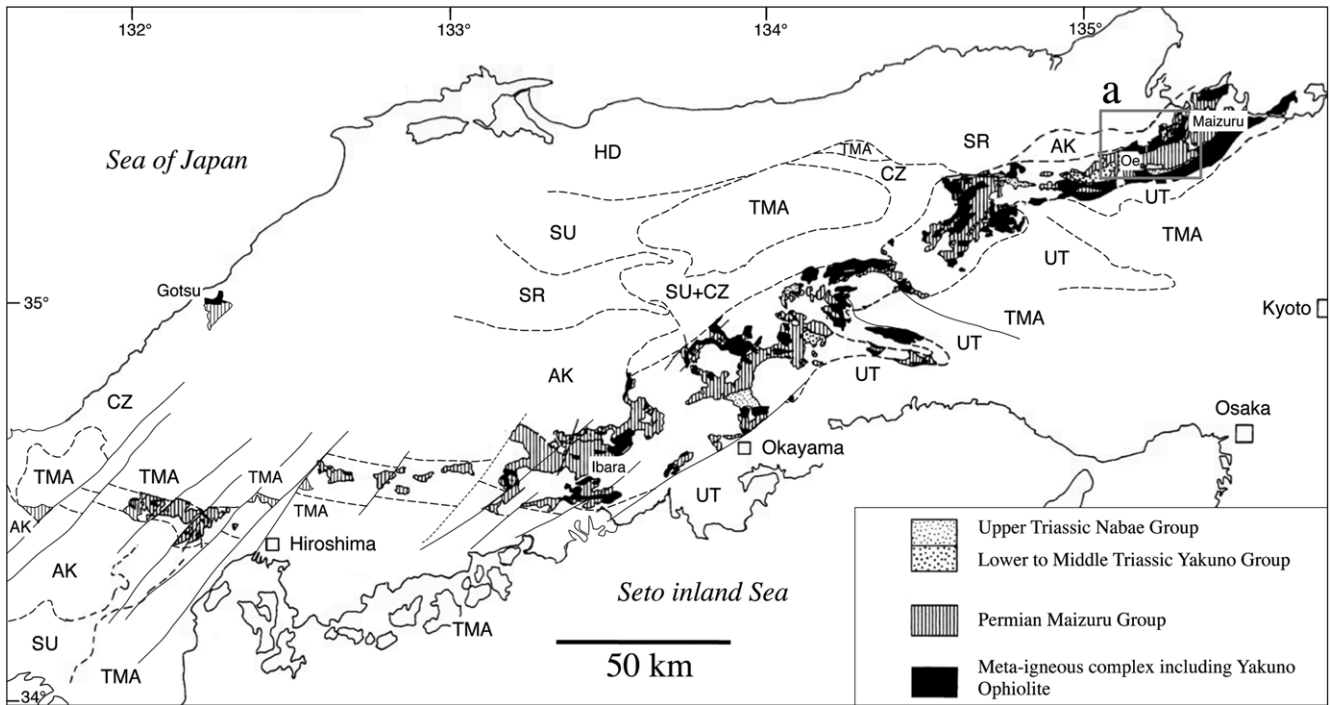 132°
133°
134°
135°
a
Maizuru
Sea of Japan
HD
TMA
SR
AK
Oe
CZ
UT
TMA
TMA
SU
UT
Gotsu
SR
SU+CZ
35°
TMA
Kyoto
UT
UT
AK
CZ
Osaka
Okayama
TMA
TMA
TMA
Ibara
UT
TMA
AK
Hiroshima
AK
Seto inland Sea
SU
TMA
TMA
50 km
34°
Upper Triassic Nabae Group
Lower to Middle Triassic Yakuno Group
Permian Maizuru Group
Meta-igneous complex including Yakuno
Ophiolite